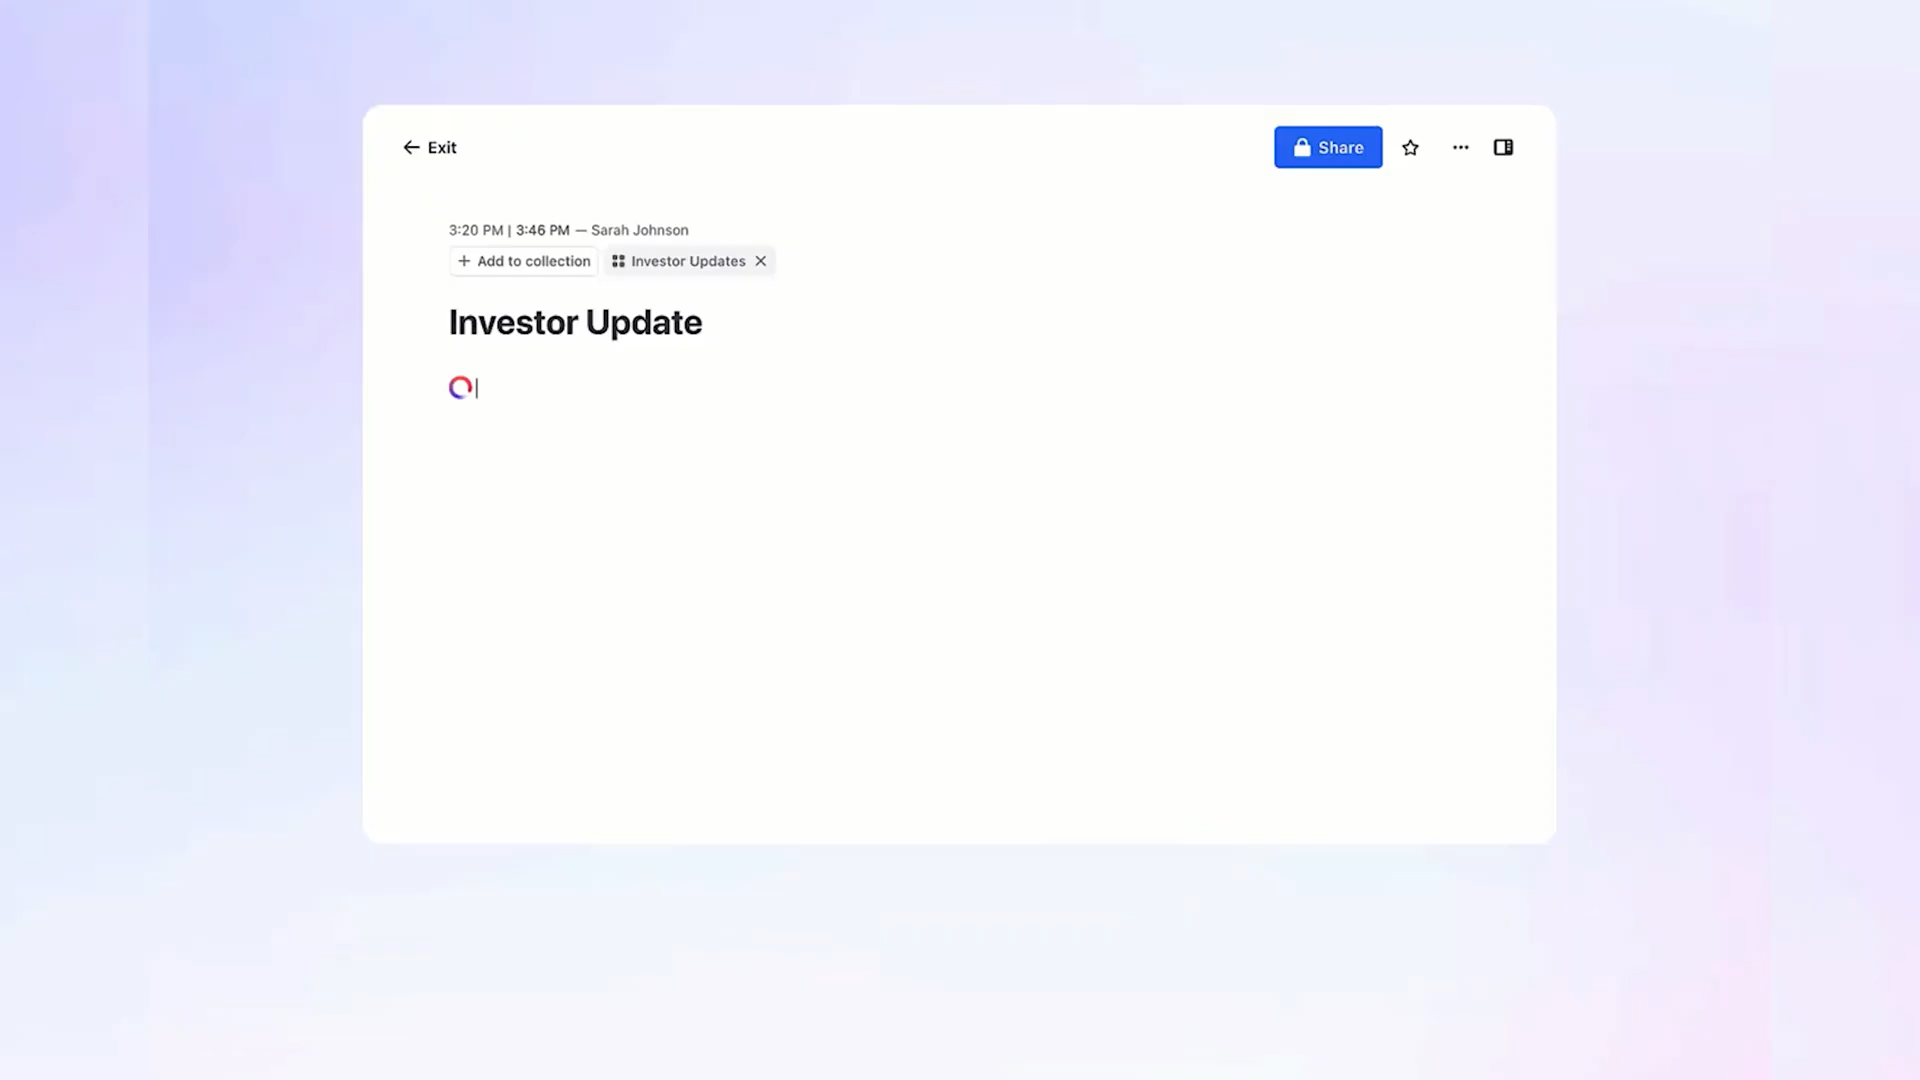 Exit
Share
3:20 PM | 3:46 PM — Sarah Johnson
Add to collection
Investor Updates
Investor Update